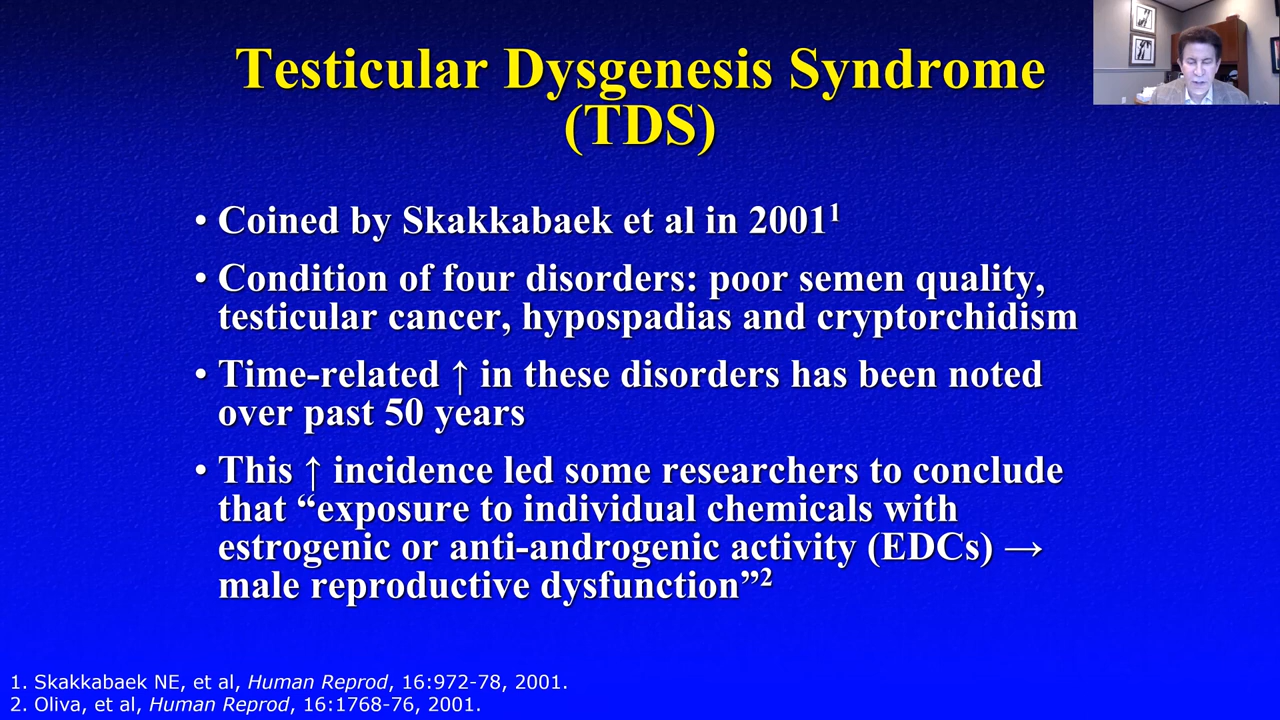 Testicular Dysgenesis Syndrome
(TDS)
• Coined by Skakkabaek et al in 2001¹
• Condition of four disorders: poor semen quality,
testicular cancer, hypospadias and cryptorchidism
• Time-related ↑ in these disorders has been noted
over past 50 years
• This ↑ incidence led some researchers to conclude
that “exposure to individual chemicals with
estrogenic or anti-androgenic activity (EDCs) →
male reproductive dysfunction”²
1. Skakkabaek NE, et al, Human Reprod, 16:972-78, 2001.
2. Oliva, et al, Human Reprod, 16:1768-76, 2001.